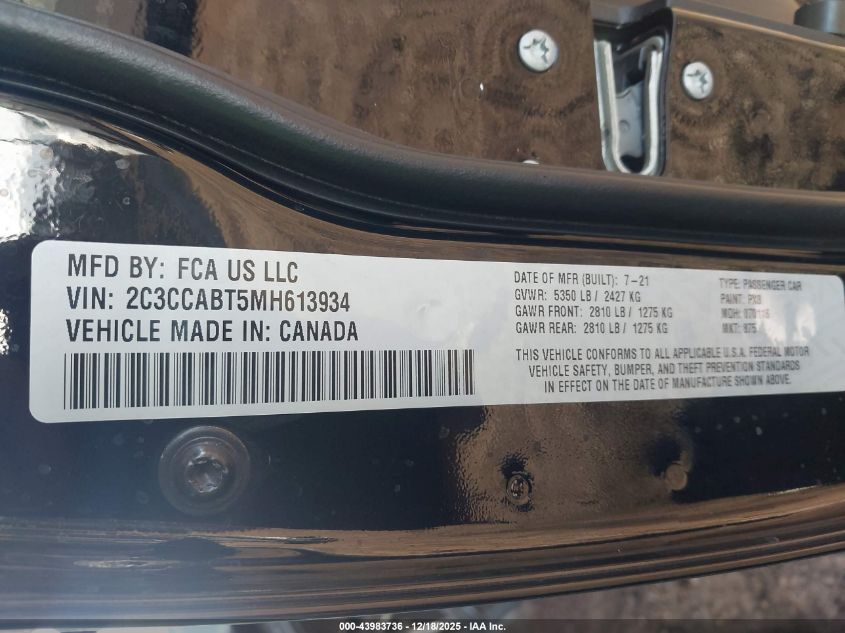 MFD BY: FCA US LLC
VIN: 2C3CCABT5MH613934
VEHICLE MADE IN: CANADA
DATE OF MFR (BUILT): 7-21
GVWR: 5350 LB / 2427 KG
GAWR FRONT: 2810 LB / 1275 KG
GAWR REAR: 2810 LB / 1275 KG
TYPE: PASSENGER CAR
PAINT: PX8
MDH:
MKT:
THIS VEHICLE CONFORMS TO ALL APPLICABLE U.S.A. FEDERAL MOTOR
VEHICLE SAFETY, BUMPER, AND THEFT PREVENTION STANDARDS
IN EFFECT ON THE DATE OF MANUFACTURE SHOWN ABOVE.
000-43983736 - 12/18/2025 - IAA Inc.